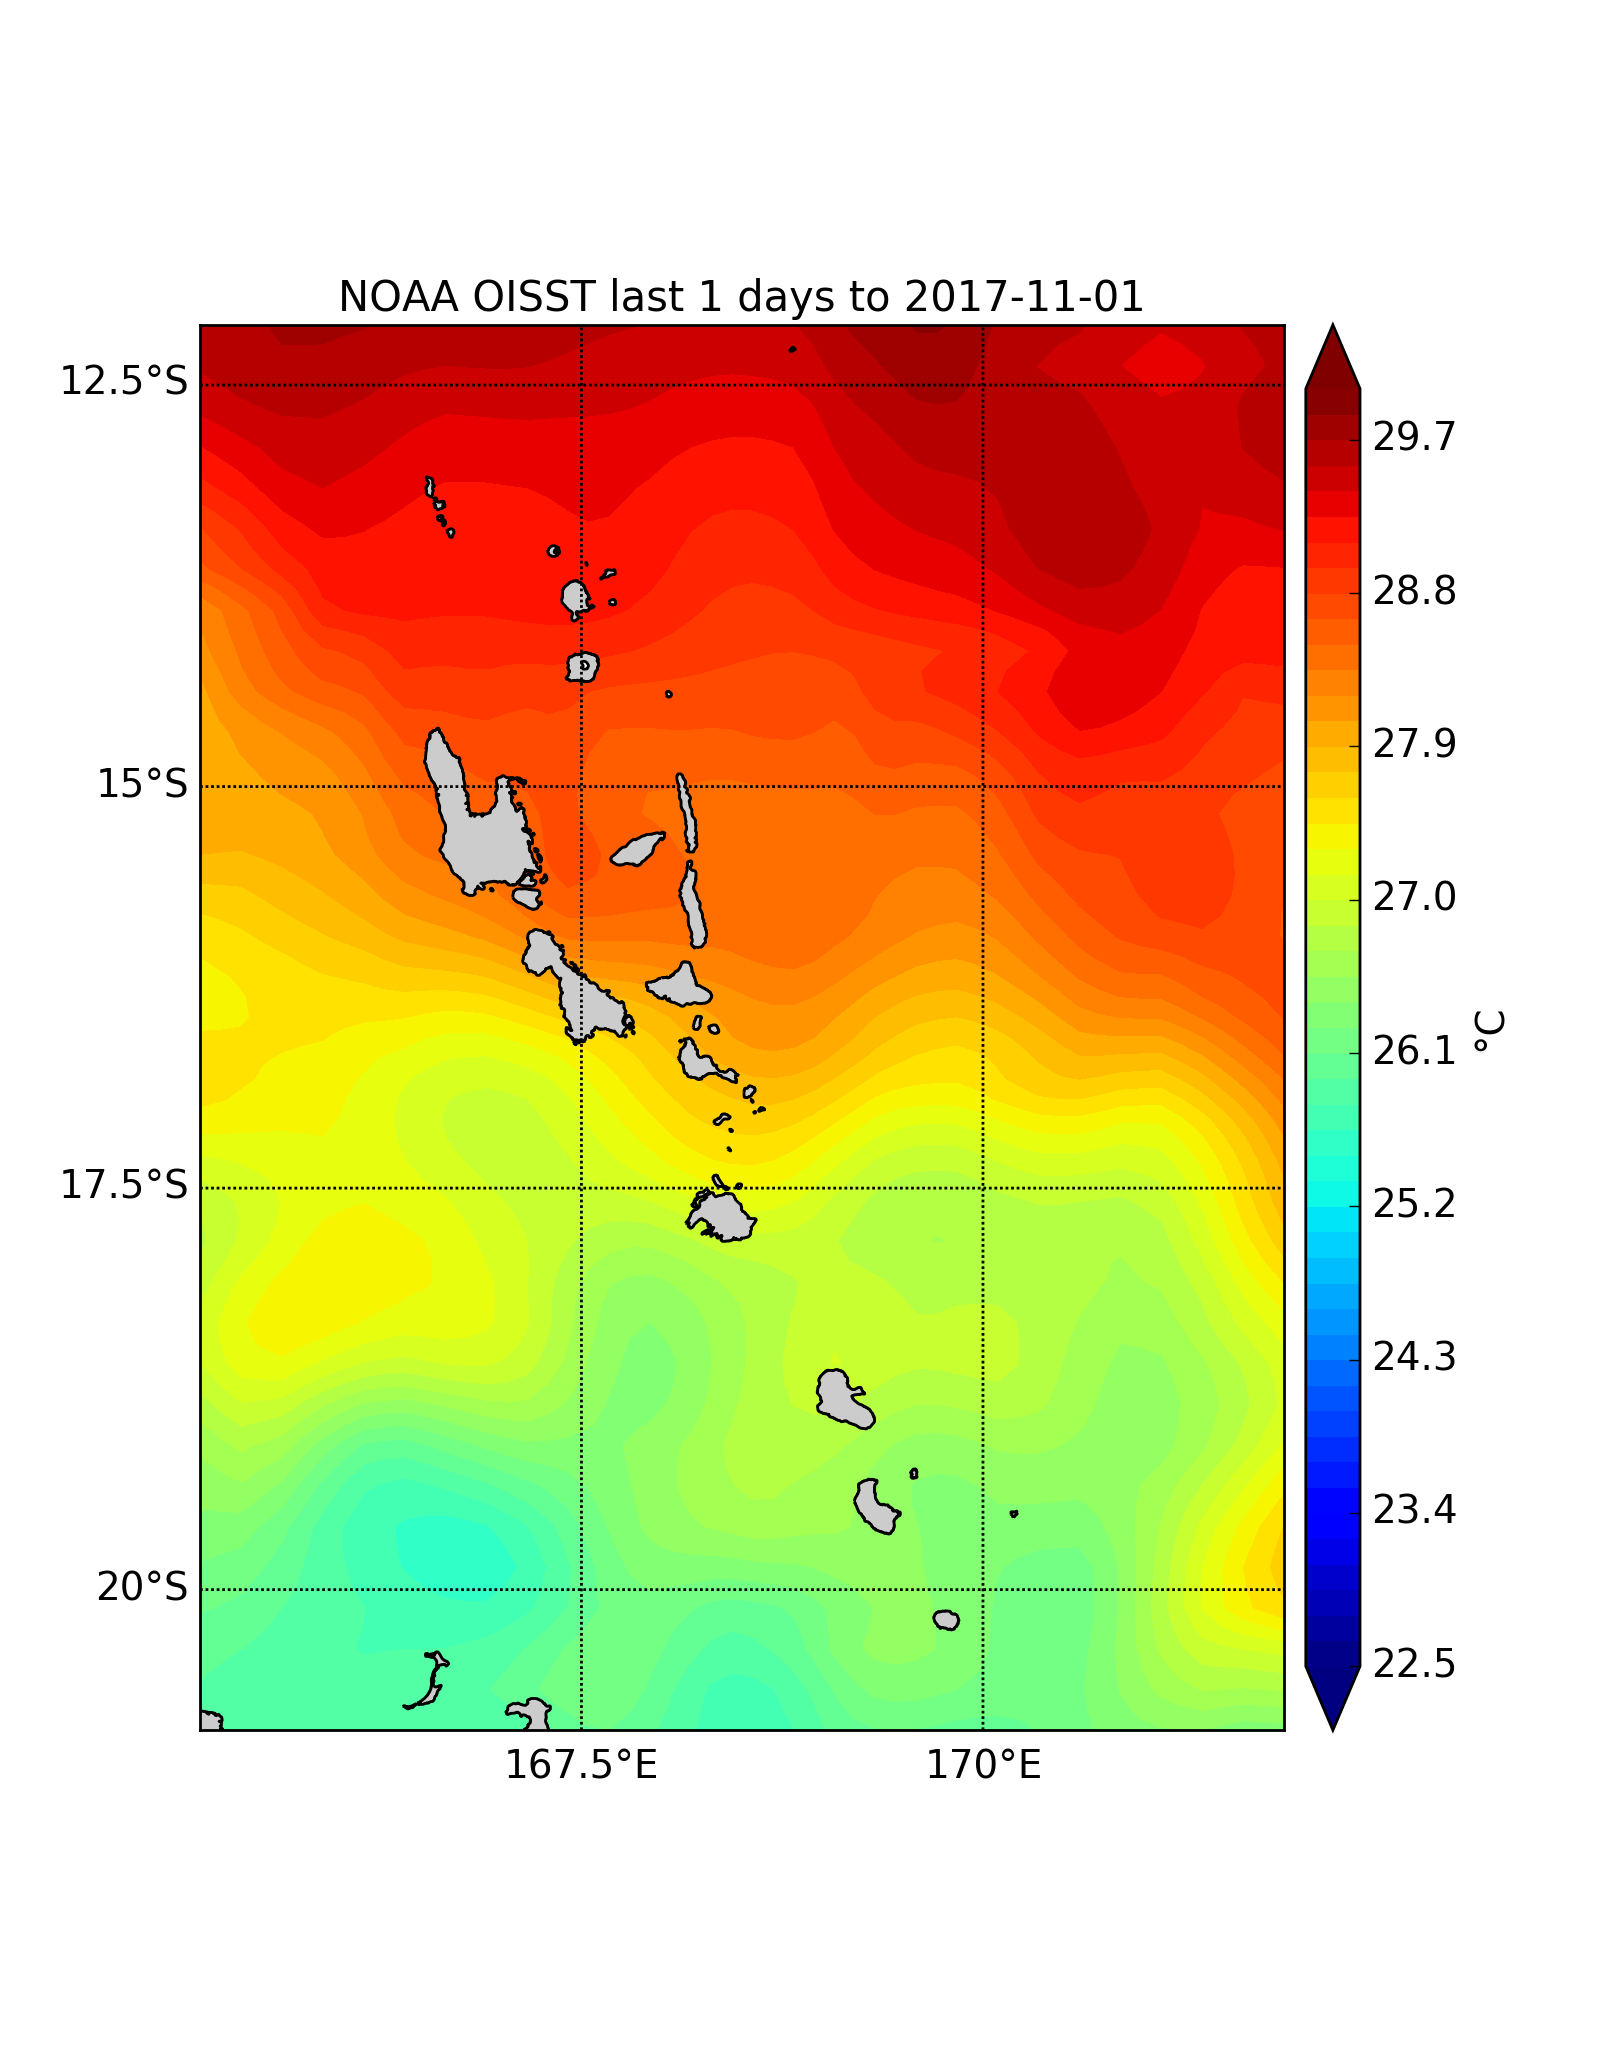 NOAA OISST last 1 days to 2017-11-01
12.5°S
15°S
17.5°S
20°S
167.5°E
170°E
29.7
28.8
27.9
27.0
26.1
25.2
24.3
23.4
22.5
°C